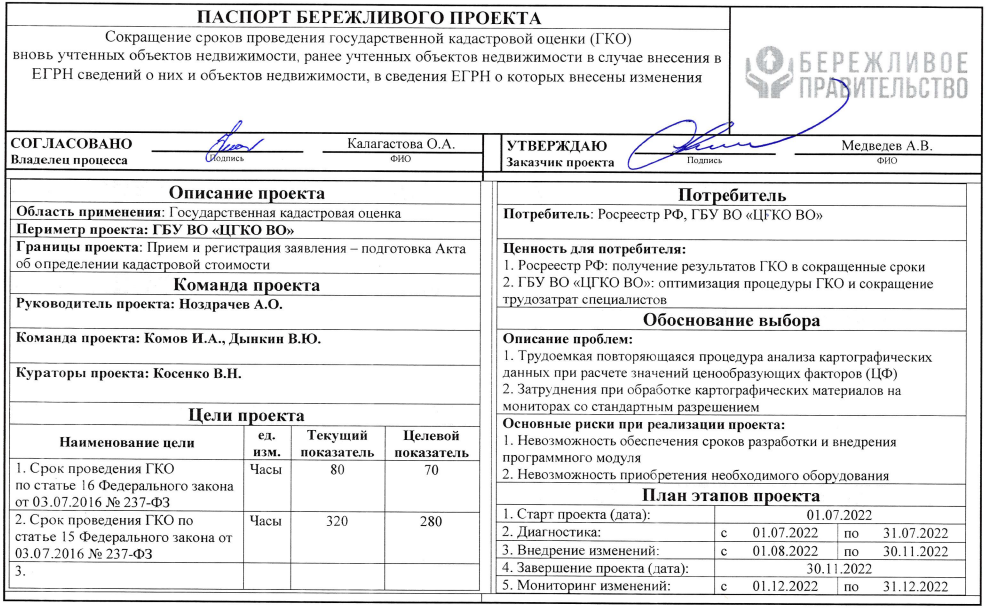 ПАСПОРТ БЕРЕЖЛИВОГО ПРОЕКТА
Сокращение сроков проведения государственной кадастровой оценки (ГКО)
вновь учтенных объектов недвижимости, ранее учтенных объектов недвижимости в случае внесения в
ЕГРН сведений о них и объектов недвижимости, в сведения ЕГРН о которых внесены изменения
БЕРЕЖЛИВОЕ
ПРАВИТЕЛЬСТВО
СОГЛАСОВАНО
Владелец процесса
Подпись
Калагастова О.А.
ФИО
УТВЕРЖДАЮ
Заказчик проекта
Подпись
Медведев А.В.
ФИО
Описание проекта
Область применения: Государственная кадастровая оценка
Периметр проекта: ГБУ ВО «ЦГКО ВО»
Границы проекта: Прием и регистрация заявления – подготовка Акта
об определении кадастровой стоимости
Команда проекта
Руководитель проекта: Ноздрачев А.О.
Команда проекта: Комов И.А., Дынкин В.Ю.
Кураторы проекта: Косенко В.Н.
Цели проекта
Наименование цели
ед.
изм.
Текущий
показатель
Целевой
показатель
1. Срок проведения ГКО
по статье 16 Федерального закона
от 03.07.2016 № 237-ФЗ
Часы
80
70
2. Срок проведения ГКО по
статье 15 Федерального закона от
03.07.2016 № 237-ФЗ
Часы
320
280
3.
Потребитель
Потребитель: Росреестр РФ, ГБУ ВО «ЦГКО ВО»
Ценность для потребителя:
1. Росреестр РФ: получение результатов ГКО в сокращенные сроки
2. ГБУ ВО «ЦГКО ВО»: оптимизация процедуры ГКО и сокращение
трудозатрат специалистов
Обоснование выбора
Описание проблем:
1. Трудоемкая повторяющаяся процедура анализа картографических
данных при расчете значений ценообразующих факторов (ЦФ)
2. Затруднения при обработке картографических материалов на
мониторах со стандартным разрешением
Основные риски при реализации проекта:
1. Невозможность обеспечения сроков разработки и внедрения
программного модуля
2. Невозможность приобретения необходимого оборудования
План этапов проекта
1. Старт проекта (дата): 01.07.2022
2. Диагностика: с 01.07.2022 по 31.07.2022
3. Внедрение изменений: с 01.08.2022 по 30.11.2022
4. Завершение проекта (дата): 30.11.2022
5. Мониторинг изменений: с 01.12.2022 по 31.12.2022